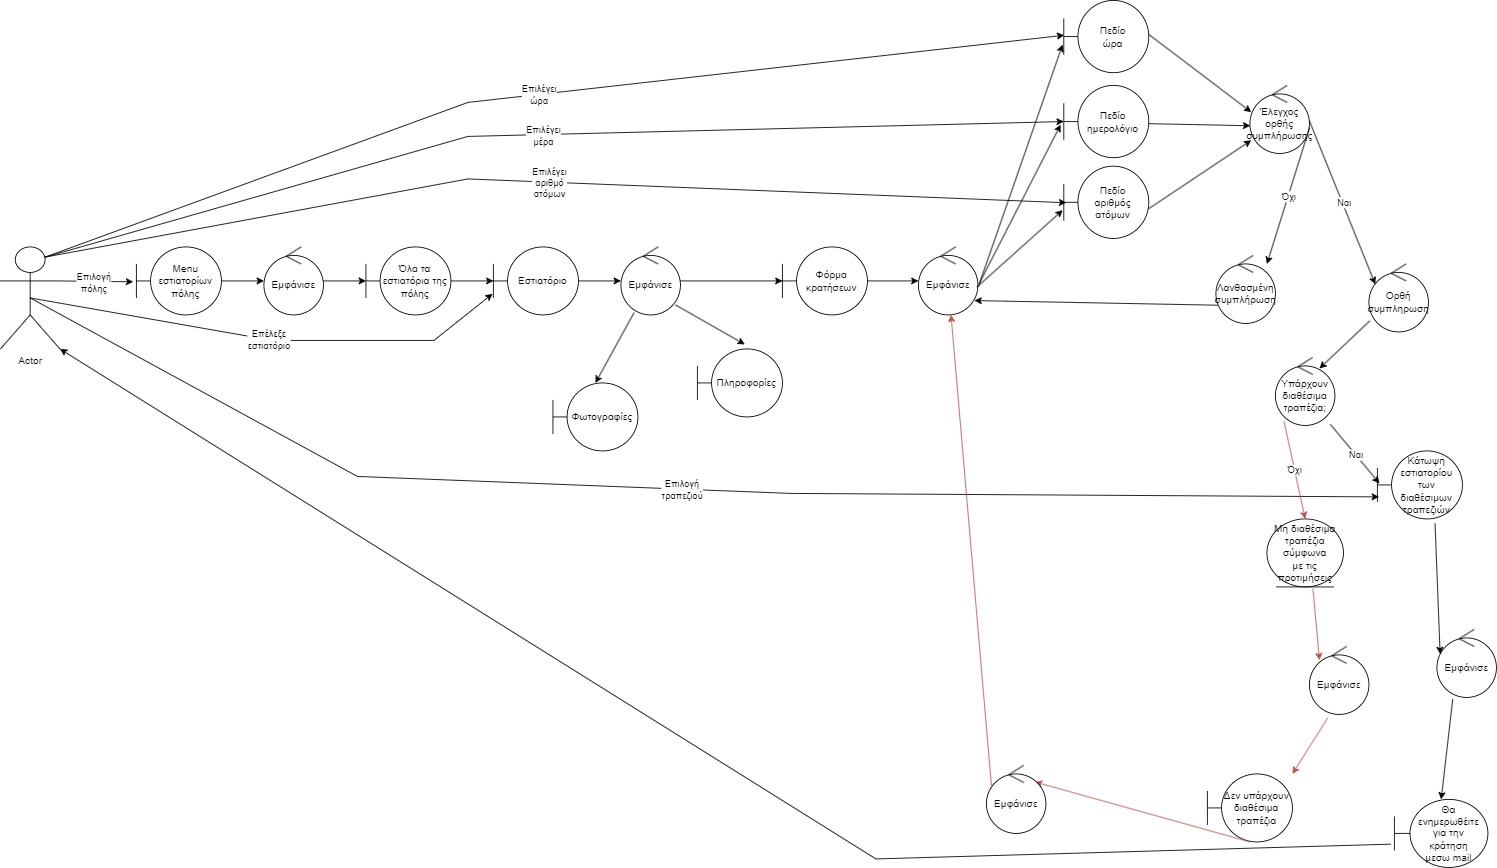 Πεδίο
ώρα
Επιλέγει
ώρα
Έλεγχος
ορθής
συμπλήρωσης
Πεδίο
ημερολόγιο
Επιλέγει
μέρα
Επιλέγει
αριθμό
ατόμων
Πεδίο
αριθμός
ατόμων
Όχι
Ναι
Επιλογή
πόλης
Menu
εστιατορίων
πόλης
Εμφάνισε
Όλα τα
εστιατόρια της
πόλης
Εστιατόριο
Εμφάνισε
Φόρμα
κρατήσεων
Εμφάνισε
Λανθασμένη
συμπλήρωση
Ορθή
συμπληρωση
Επέλεξε
εστιατόριο
Actor
Πληροφορίες
Φωτογραφίες
Υπάρχουν
διαθέσιμα
τραπέζια;
Όχι
Ναι
Επιλογή
τραπεζιού
Κάτωψη
εστιατορίου
των
διαθέσιμων
τραπεζιών
Μη διαθέσιμα
τραπέζια
σύμφωνα
με τις
προτιμήσεις
Εμφάνισε
Εμφάνισε
Εμφάνισε
Δεν υπάρχουν
διαθέσιμα
τραπέζια
Θα
ενημερωθέιτε
για την
κράτηση
μεσω mail